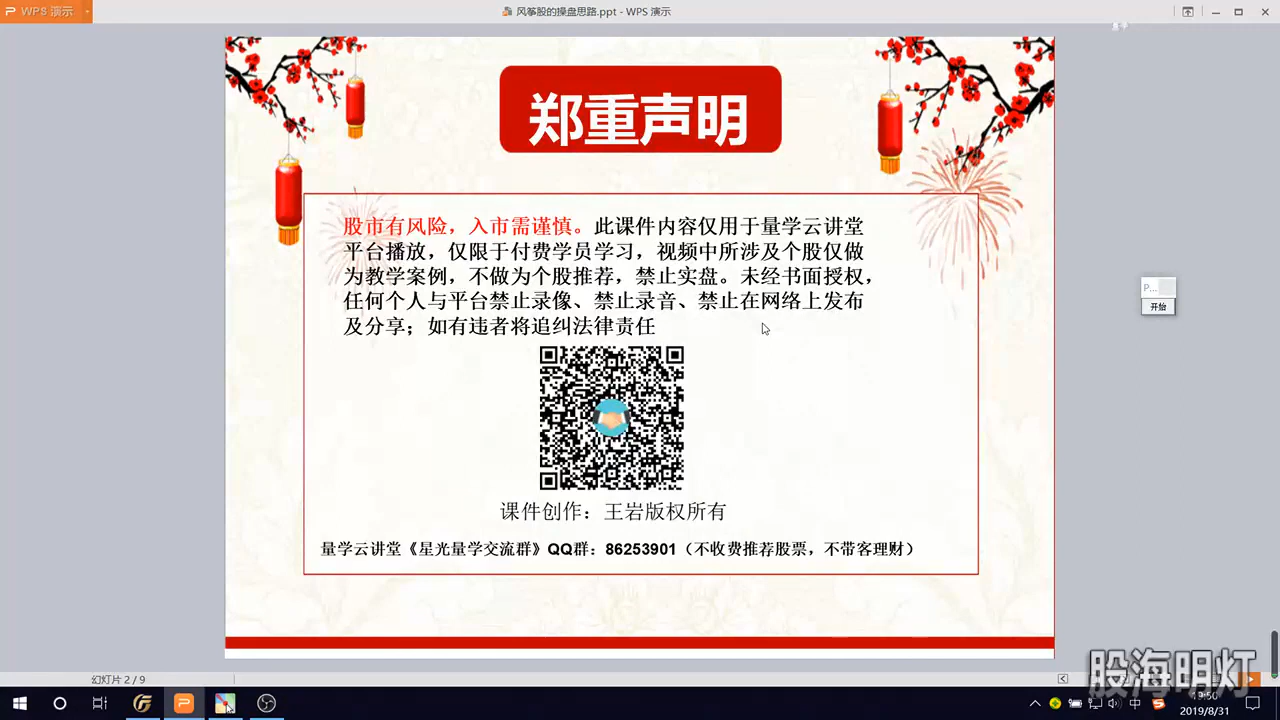 WPS 演示
风筝股的操盘思路.ppt - WPS 演示
郑重声明
股市有风险，入市需谨慎。此课件内容仅用于量学云讲堂
平台播放，仅限于付费学员学习，视频中所涉及个股仅做
为教学案例，不做为个股推荐，禁止实盘。未经书面授权，
任何个人与平台禁止录像、禁止录音、禁止在网络上发布
及分享；如有违者将追纠法律责任
P...
开始
课件创作：王岩版权所有
量学云讲堂《星光量学交流群》QQ群：86253901（不收费推荐股票，不带客理财）
幻灯片 2 / 9
股海明灯
中
19:50
2019/8/31